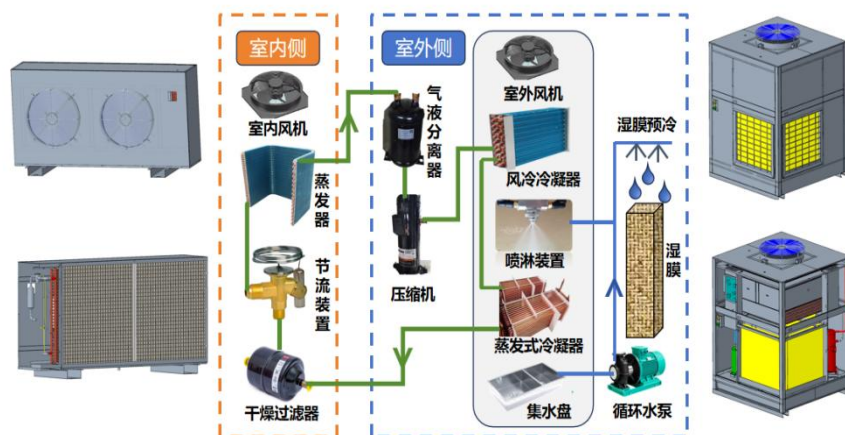 室内侧
室外侧
室内风机
蒸发器
节流装置
干燥过滤器
气液分离器
压缩机
室外风机
风冷冷凝器
喷淋装置
蒸发式冷凝器
集水盘
湿膜预冷
湿膜
循环水泵